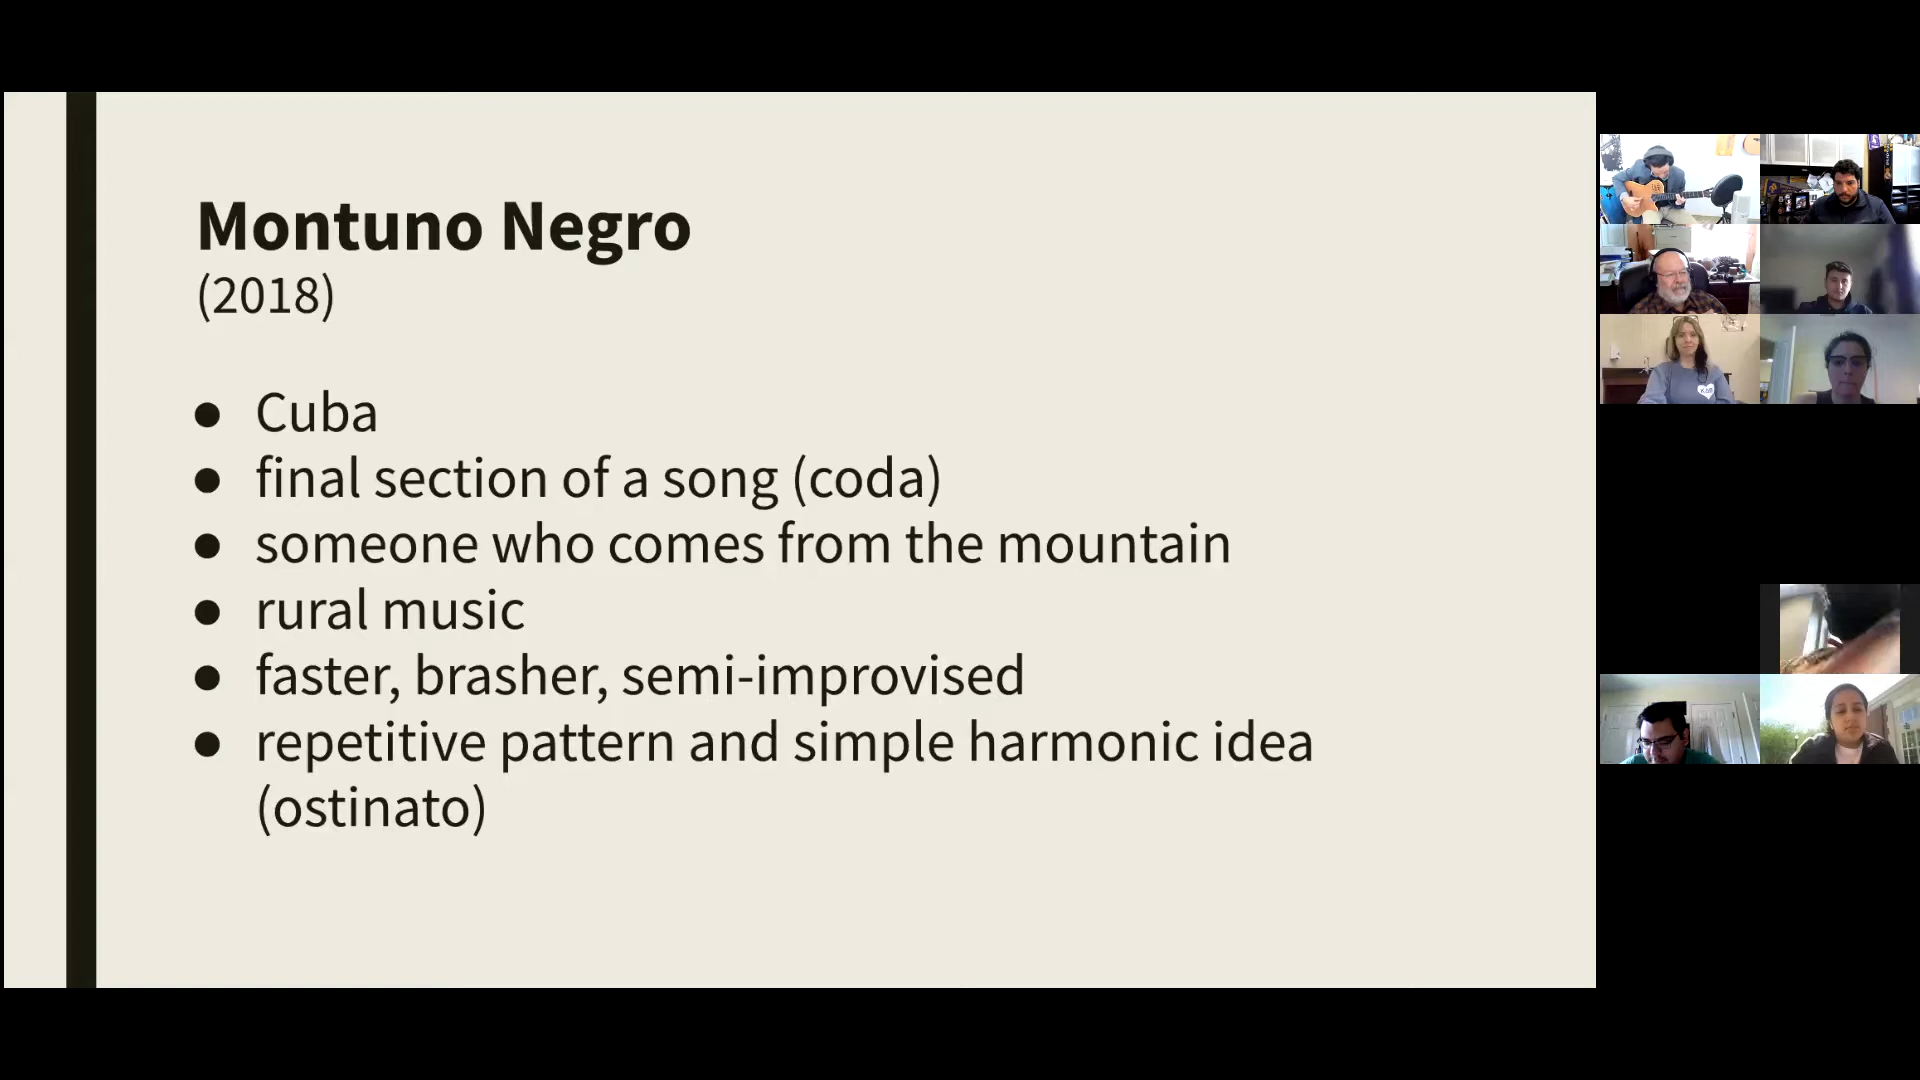 Montuno Negro
(2018)
● Cuba
● final section of a song (coda)
● someone who comes from the mountain
● rural music
● faster, brasher, semi-improvised
● repetitive pattern and simple harmonic idea
(ostinato)